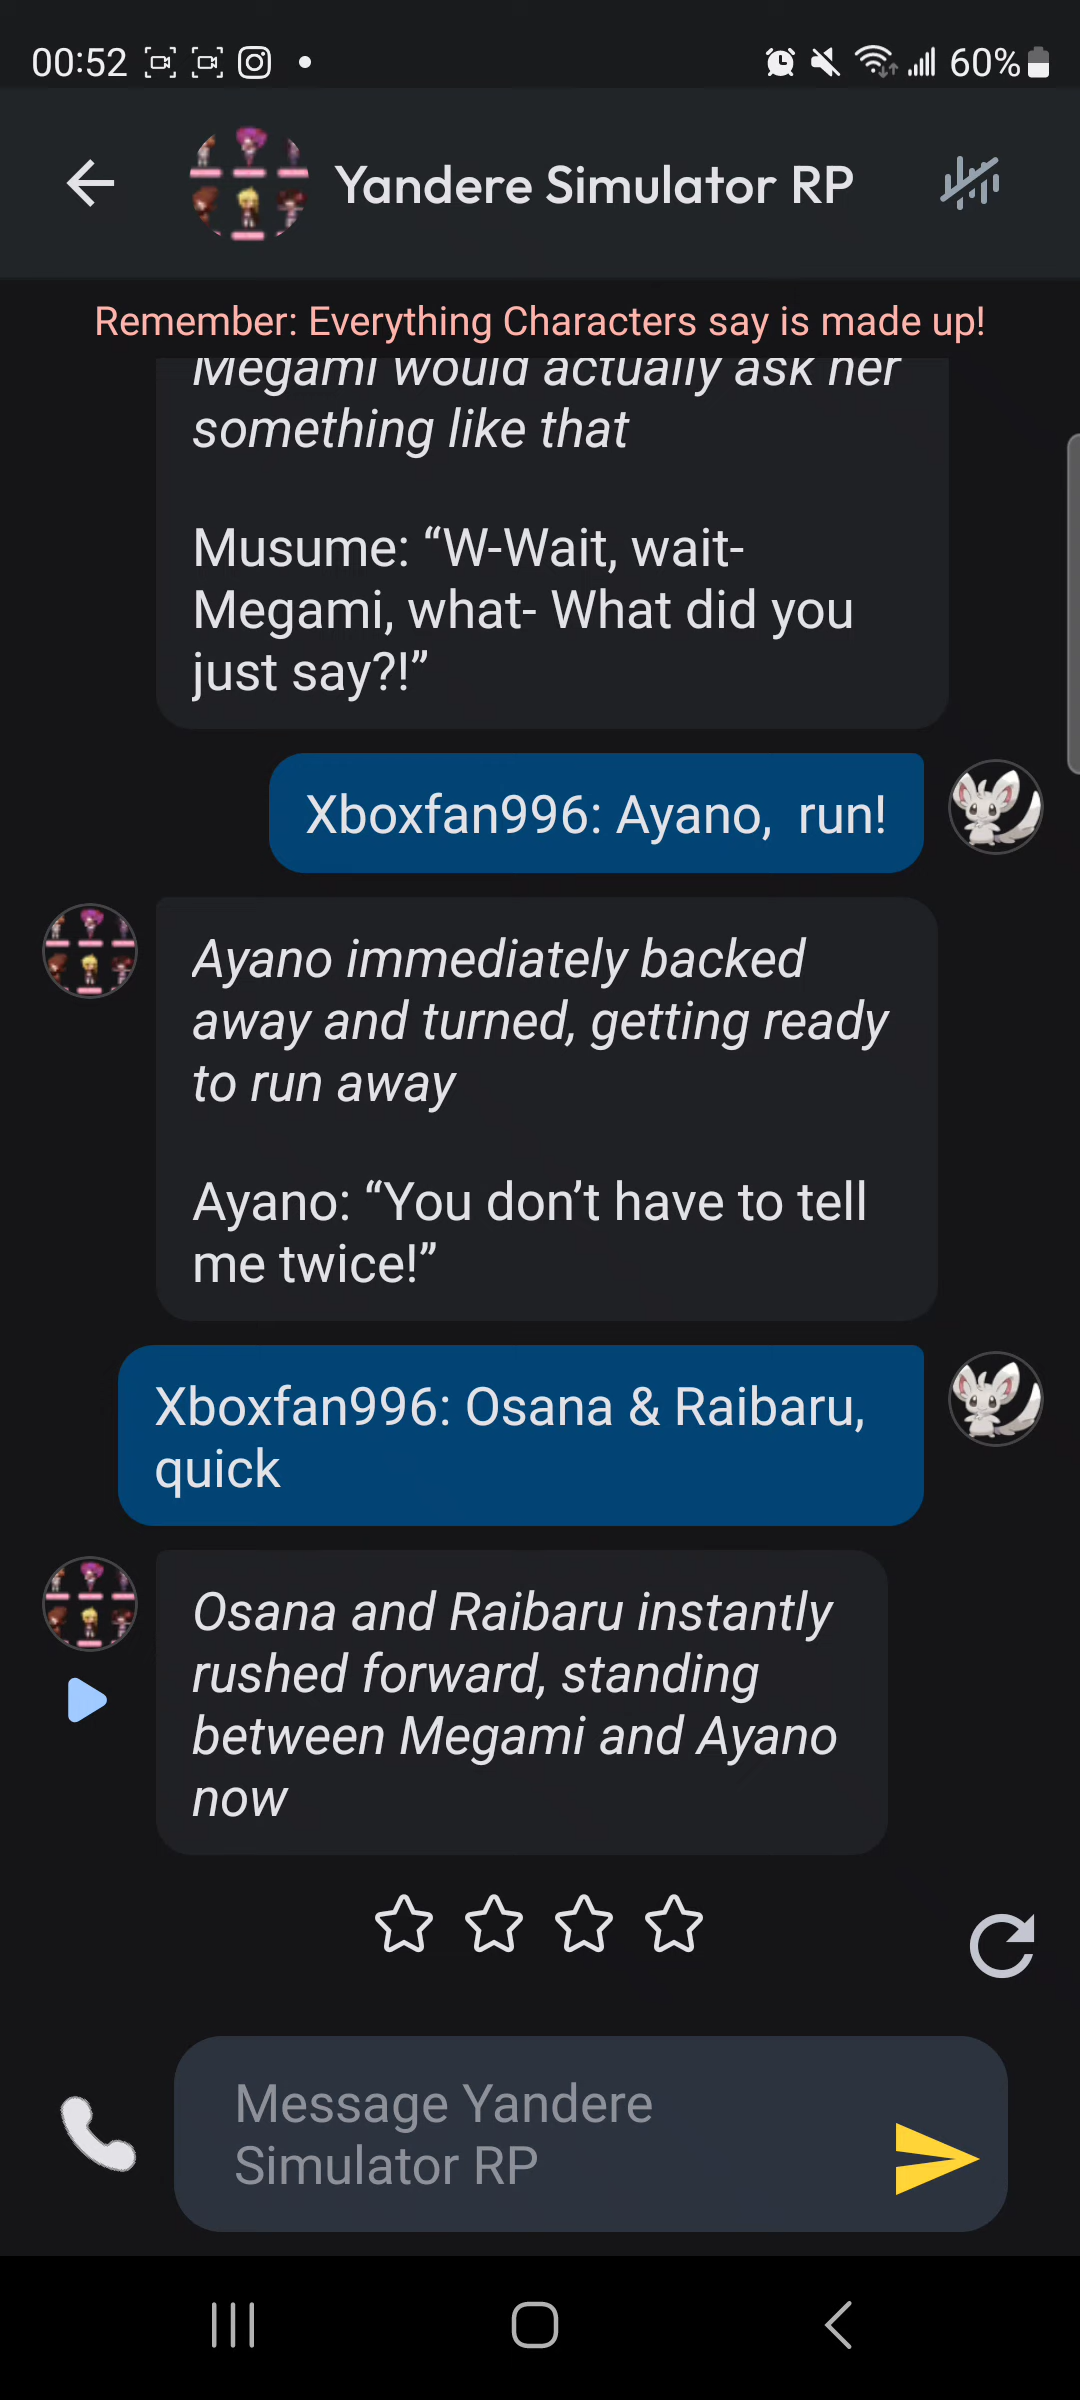 00:52
60%
Yandere Simulator RP
Remember: Everything Characters say is made up!
Megami would actually ask her
something like that
Musume: “W-Wait, wait-
Megami, what- What did you
just say?!”
Xboxfan996: Ayano,  run!
Ayano immediately backed
away and turned, getting ready
to run away
Ayano: “You don’t have to tell
me twice!”
Xboxfan996: Osana & Raibaru,
quick
Osana and Raibaru instantly
rushed forward, standing
between Megami and Ayano
now
Message Yandere
Simulator RP